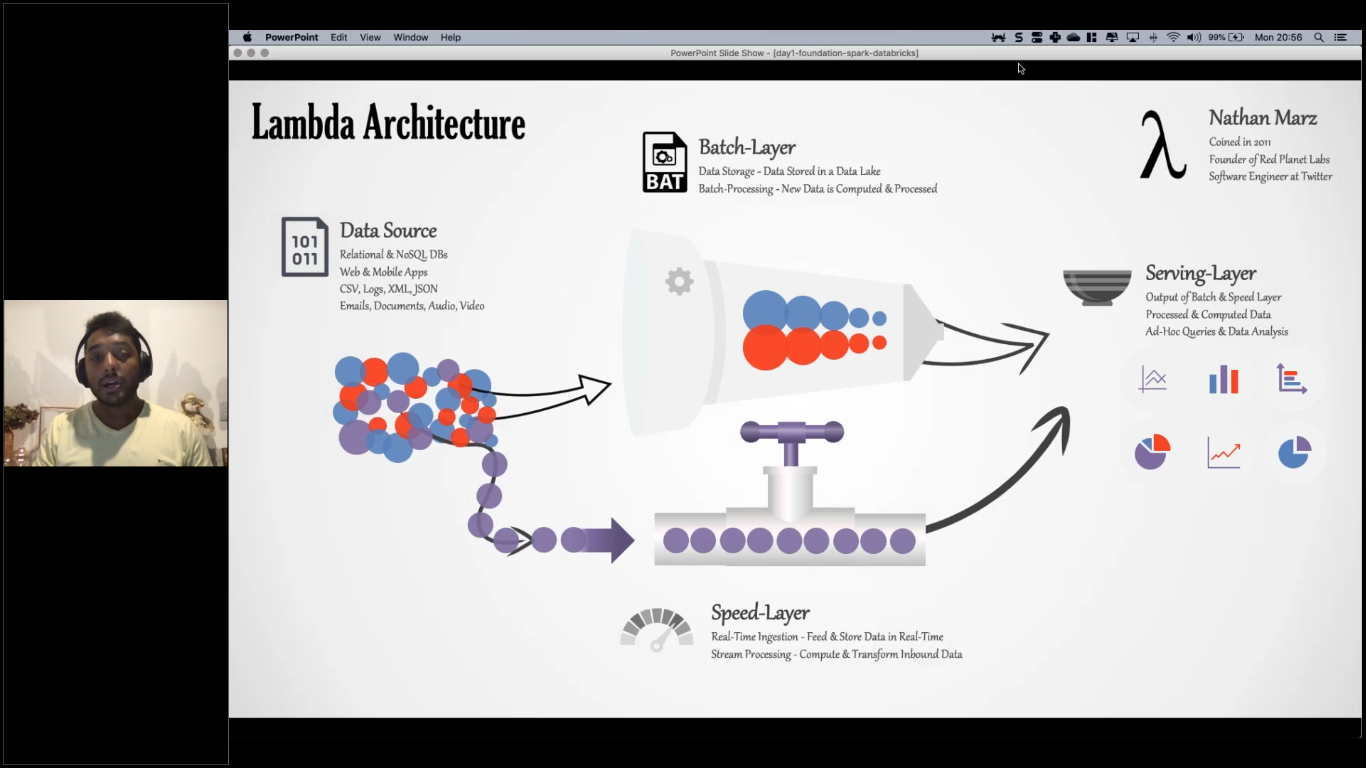 PowerPoint Edit View Window Help
99% Mon 20:56
PowerPoint Slide Show - [day1-foundation-spark-databricks]
Lambda Architecture
Nathan Marz
Coined in 2011
Founder of Red Planet Labs
Software Engineer at Twitter
BAT
Batch-Layer
Data Storage - Data Stored in a Data Lake
Batch-Processing - New Data is Computed & Processed
101
011
Data Source
Relational & NoSQL DBs
Web & Mobile Apps
CSV, Logs, XML, JSON
Emails, Documents, Audio, Video
λ
Serving-Layer
Output of Batch & Speed Layer
Processed & Computed Data
Ad-Hoc Queries & Data Analysis
Speed-Layer
Real-Time Ingestion - Feed & Store Data in Real-Time
Stream Processing - Compute & Transform Inbound Data